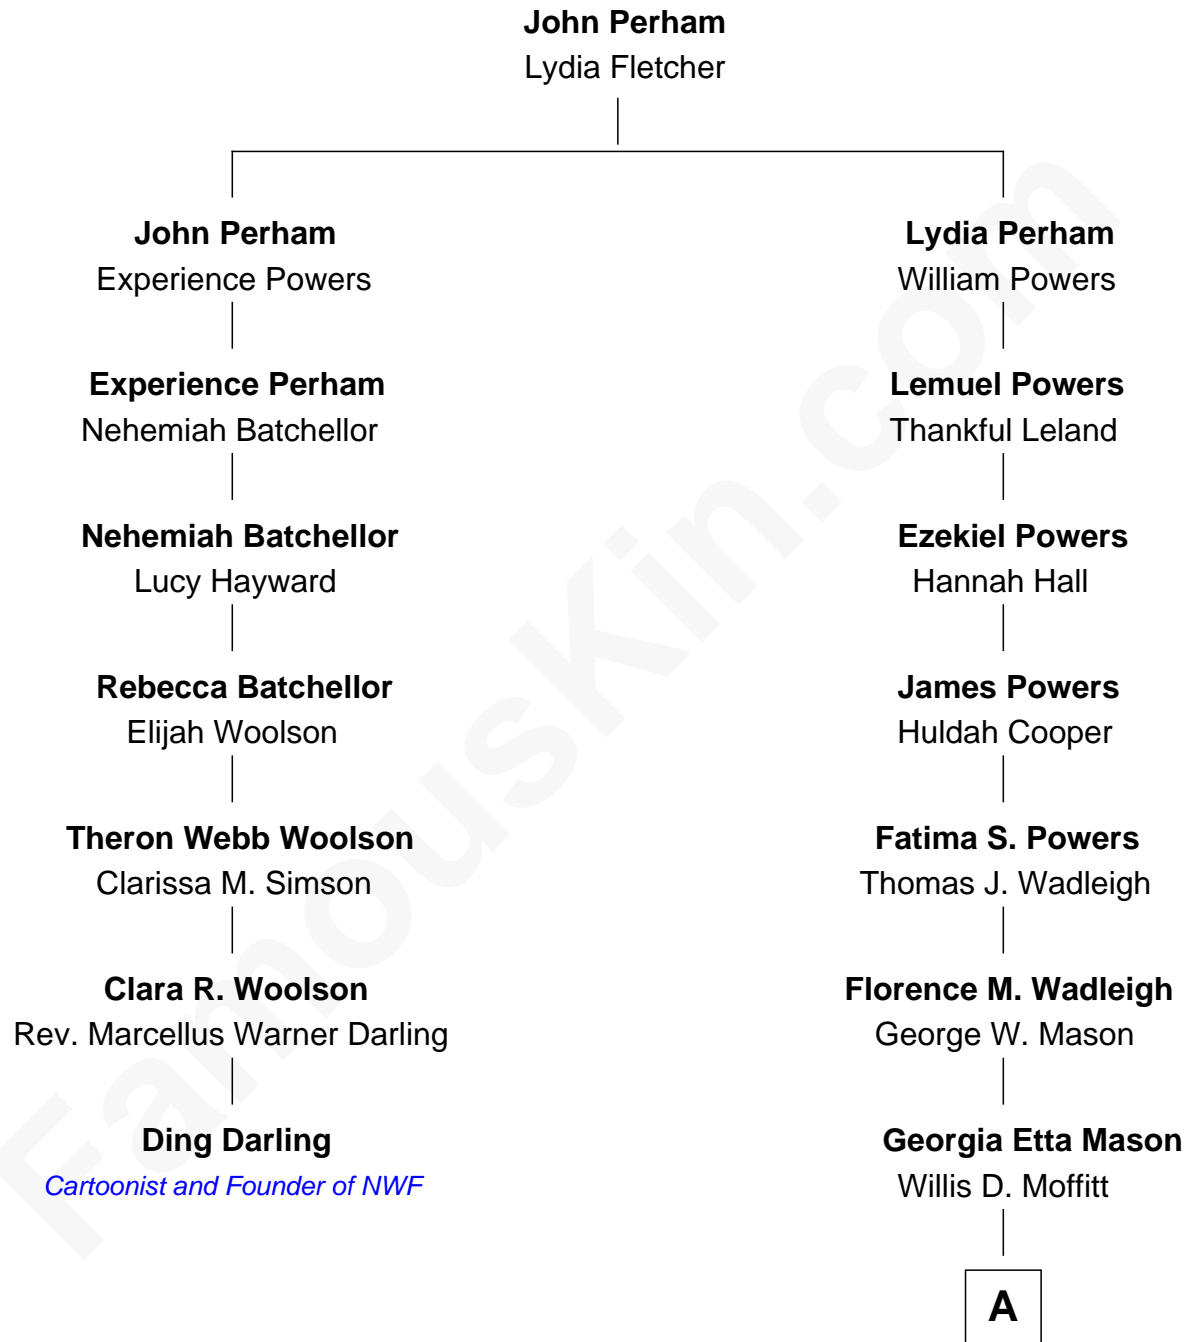 John Perham
Lydia Fletcher
John Perham
Experience Powers
Experience Perham
Nehemiah Batchellor
Nehemiah Batchellor
Lucy Hayward
Rebecca Batchellor
Elijah Woolson
Theron Webb Woolson
Clarissa M. Simson
Clara R. Woolson
Rev. Marcellus Warner Darling
Ding Darling
Cartoonist and Founder of NWF
Lydia Perham
William Powers
Lemuel Powers
Thankful Leland
Ezekiel Powers
Hannah Hall
James Powers
Huldah Cooper
Fatima S. Powers
Thomas J. Wadleigh
Florence M. Wadleigh
George W. Mason
Georgia Etta Mason
Willis D. Moffitt
A
FamousKin.com